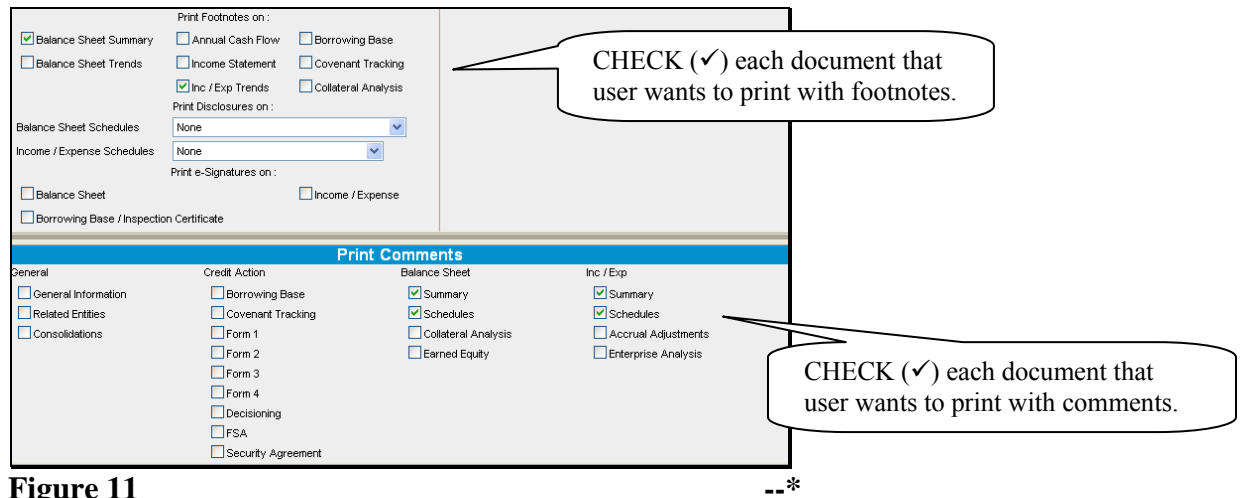 Print Footnotes on :
Balance Sheet Summary Annual Cash Flow Borrowing Base
Balance Sheet Trends Income Statement Covenant Tracking
Inc / Exp Trends Collateral Analysis
CHECK (✓) each document that
user wants to print with footnotes.
Print Disclosures on :
Balance Sheet Schedules None
Income / Expense Schedules None
Print e-Signatures on :
Balance Sheet Income / Expense
Borrowing Base / Inspection Certificate
Print Comments
General Credit Action Balance Sheet Inc / Exp
General Information Borrowing Base Summary Summary
Related Entities Covenant Tracking Schedules Schedules
Consolidations Form 1 Collateral Analysis Accrual Adjustments
Form 2 Earned Equity Enterprise Analysis
Form 3
Form 4
Decisioning
FSA
Security Agreement
CHECK (✓) each document that
user wants to print with comments.
Figure 11 --*